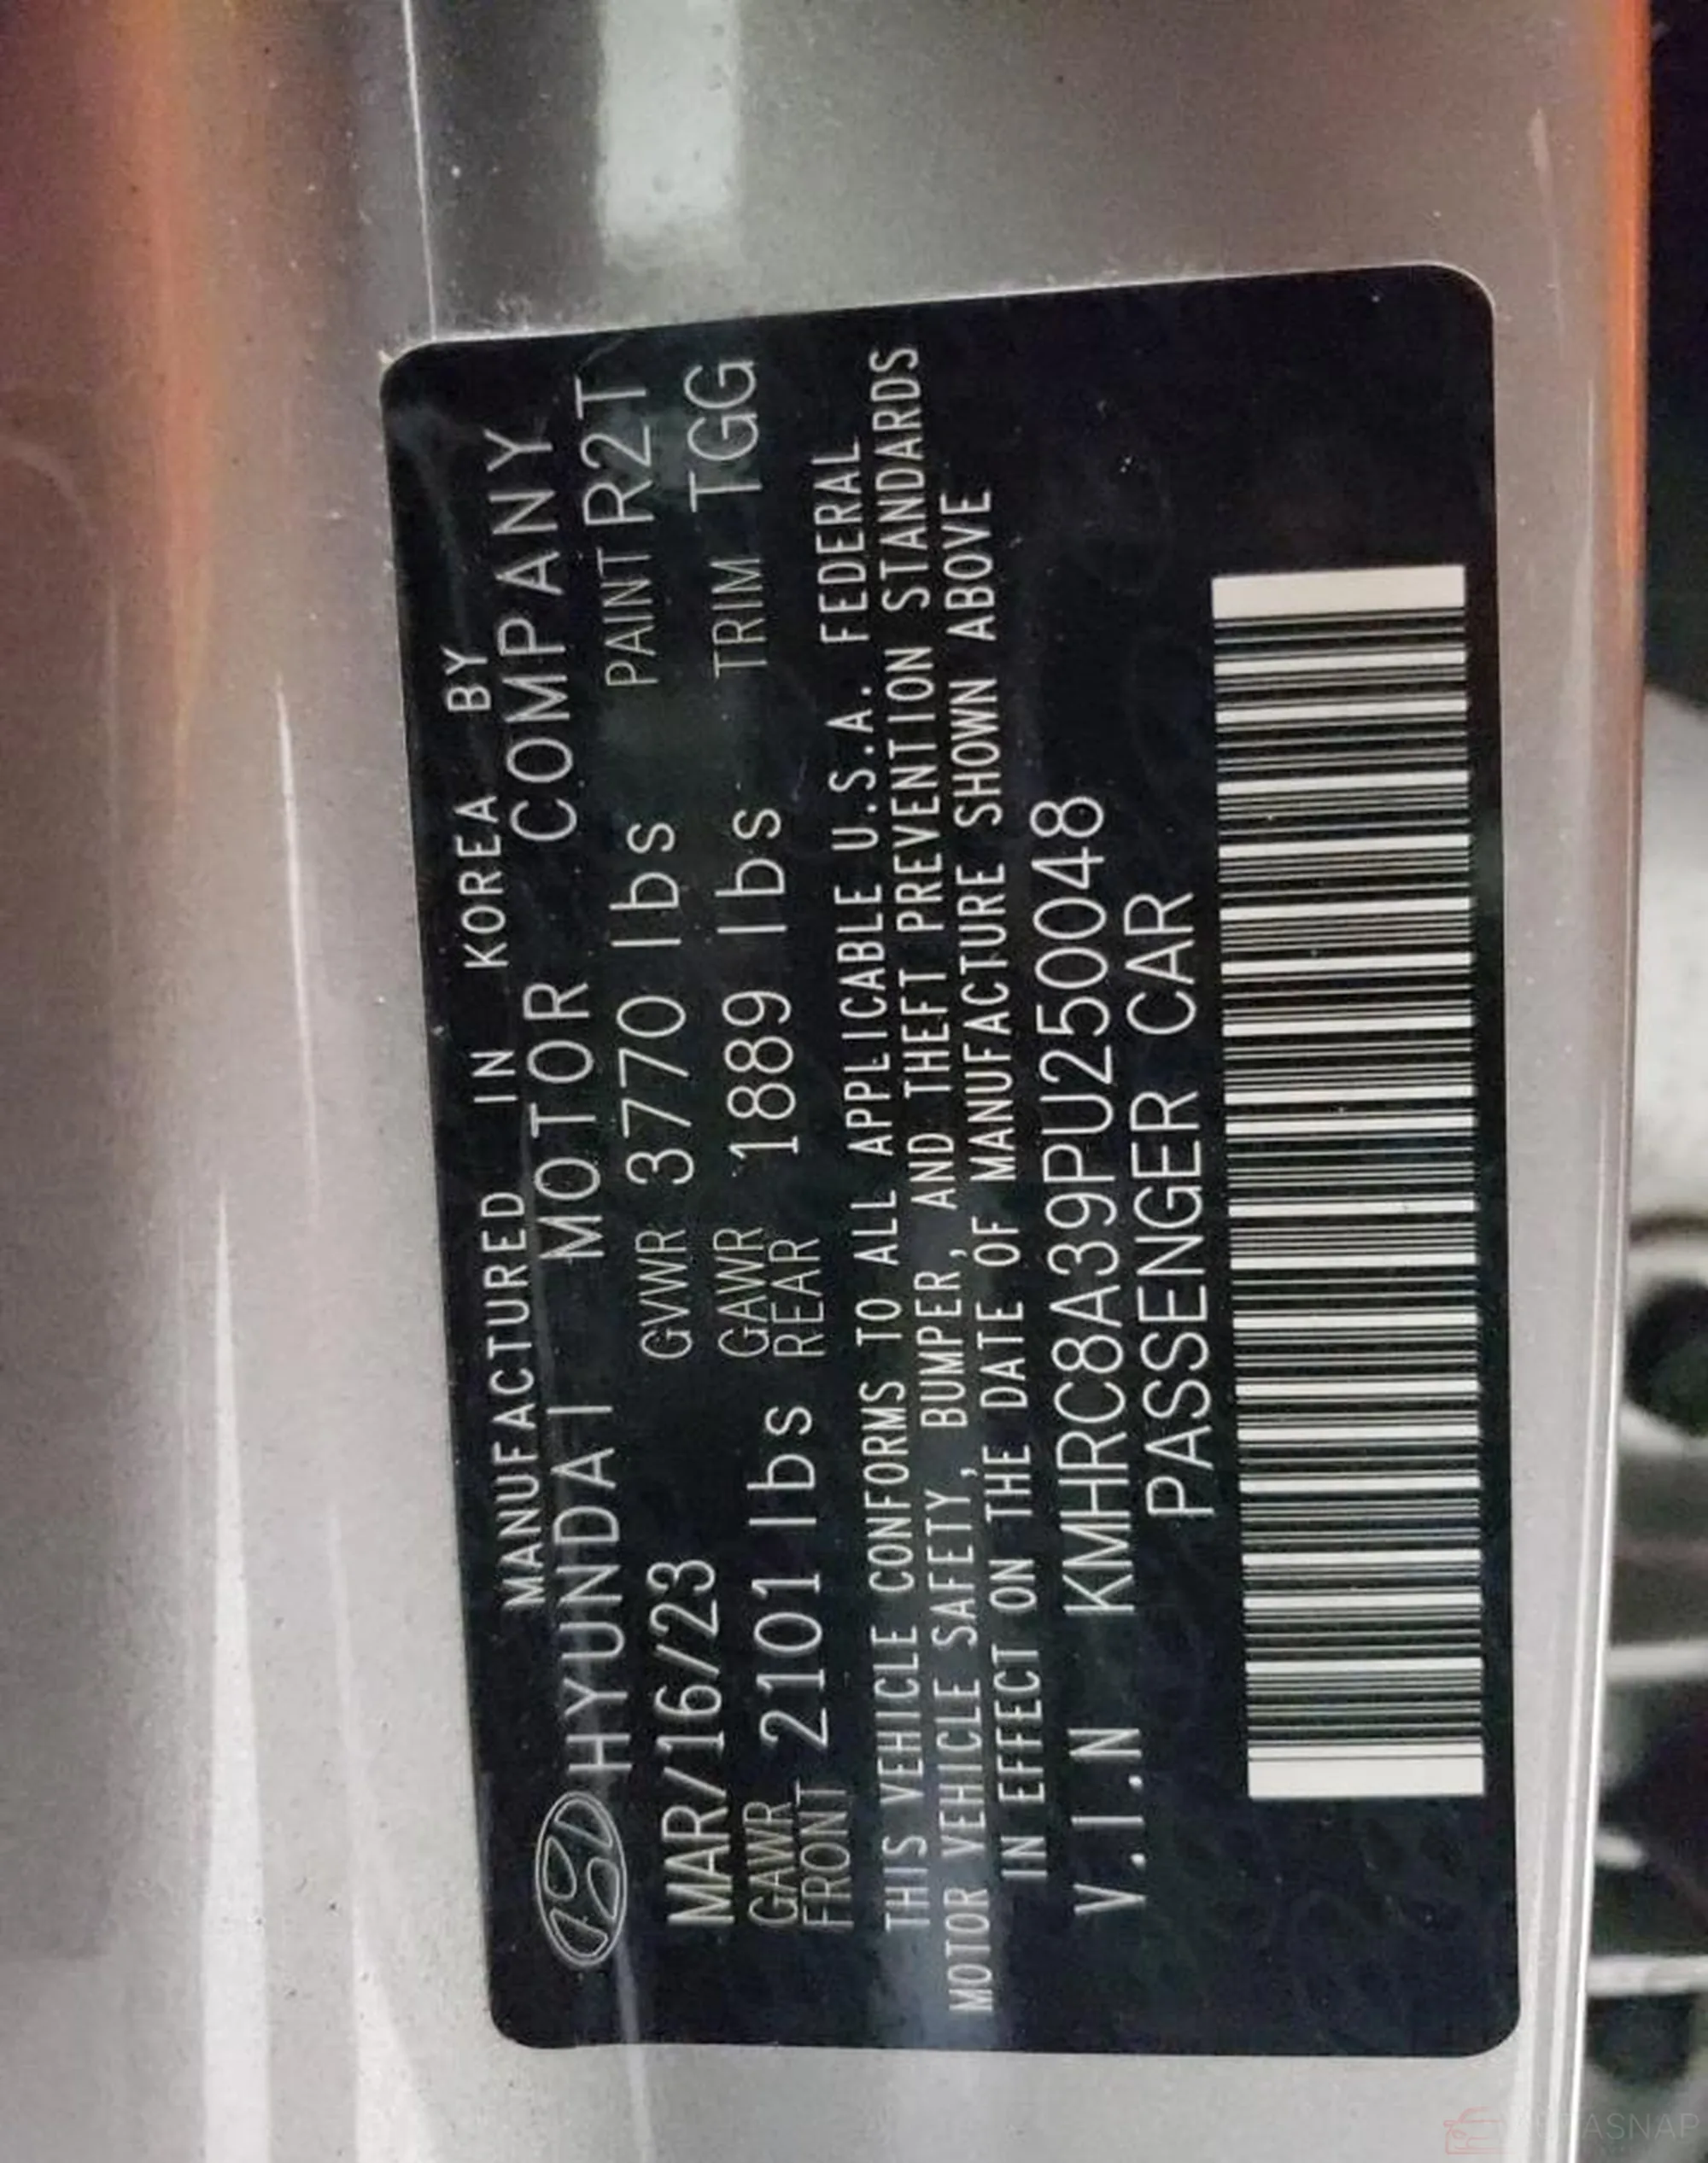 MANUFACTURED IN KOREA BY
HYUNDAI MOTOR COMPANY
MAR/16/23 GVWR 3770 lbs PAINT R2T
GAWR FRONT 2101 lbs GAWR REAR 1889 lbs TRIM TGG
THIS VEHICLE CONFORMS TO ALL APPLICABLE U.S.A. FEDERAL
MOTOR VEHICLE SAFETY, BUMPER, AND THEFT PREVENTION STANDARDS
IN EFFECT ON THE DATE OF MANUFACTURE SHOWN ABOVE
V.I.N KMHRC8A39PU250048
PASSENGER CAR